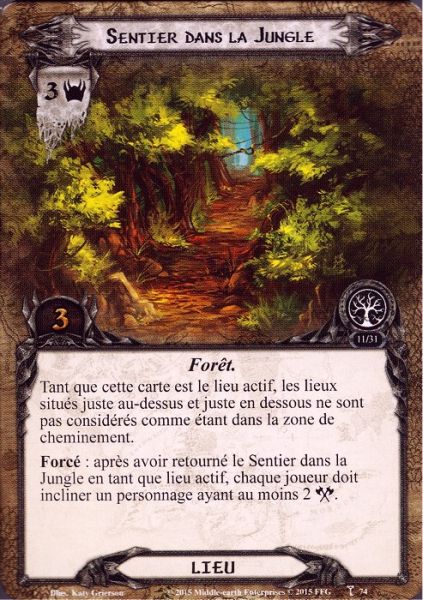 Sentier dans la Jungle
3
3
11/31
Forêt.
Tant que cette carte est le lieu actif, les lieux
situés juste au-dessus et juste en dessous ne sont
pas considérés comme étant dans la zone de
cheminement.
Forcé : après avoir retourné le Sentier dans la
Jungle en tant que lieu actif, chaque joueur doit
incliner un personnage ayant au moins 2 .
LIEU
Illus. Katy Grierson © 2015 Middle-earth Enterprises © 2015 FFG 74